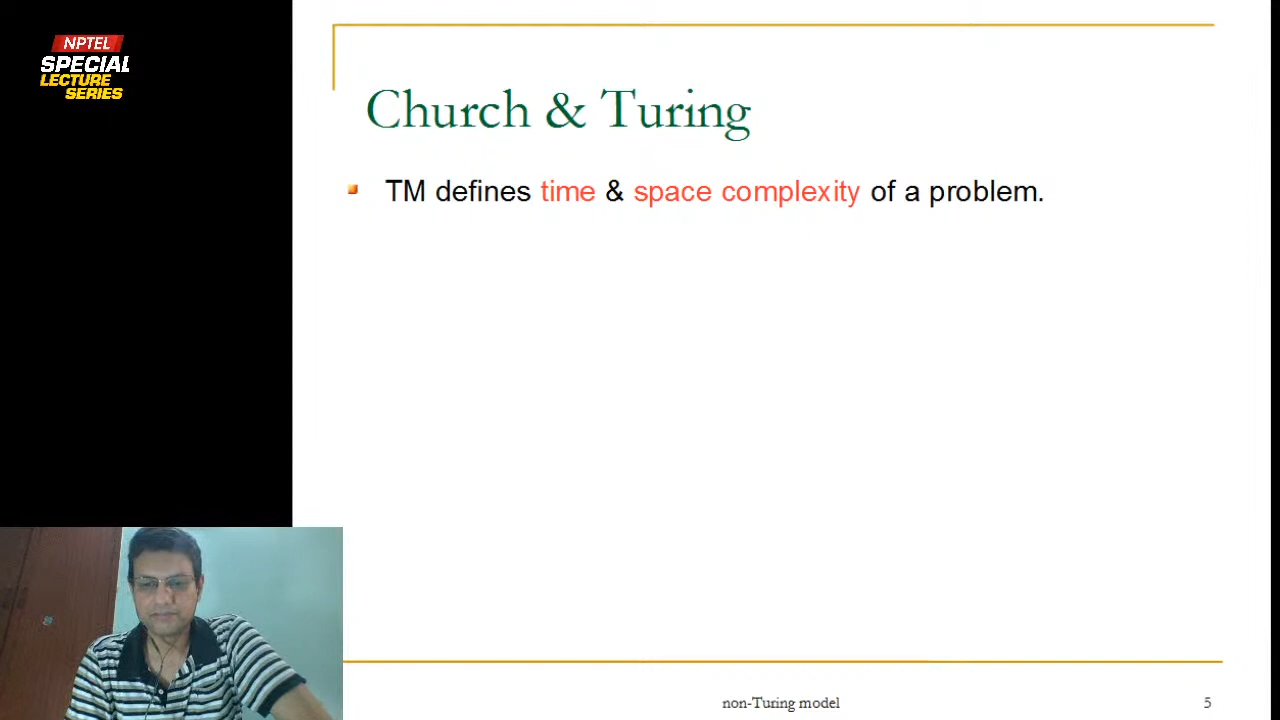 NPTEL
SPECIAL
LECTURE
SERIES
Church & Turing
TM defines time & space complexity of a problem.
non-Turing model
5